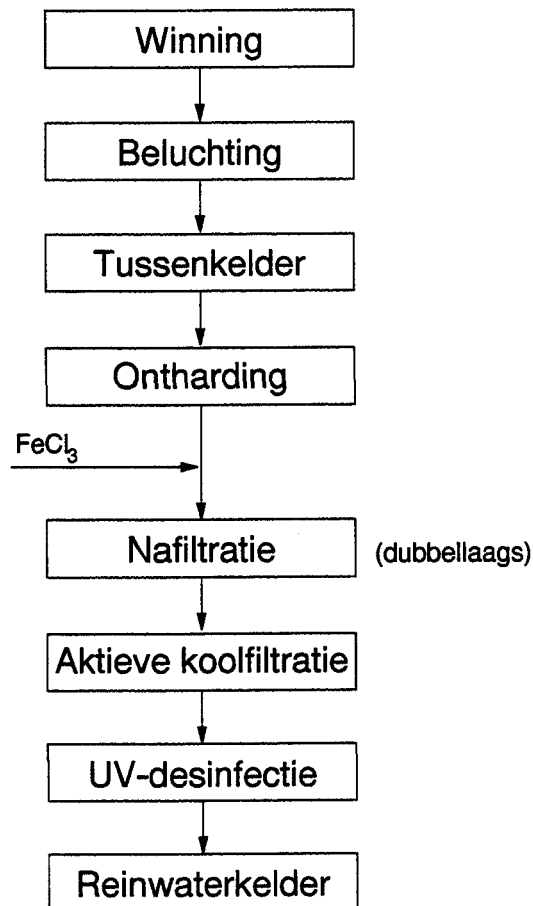 Winning
Beluchting
Tussenkelder
Ontharding
FeCl₃
Nafiltratie (dubbellaags)
Aktieve koolfiltratie
UV-desinfectie
Reinwaterkelder